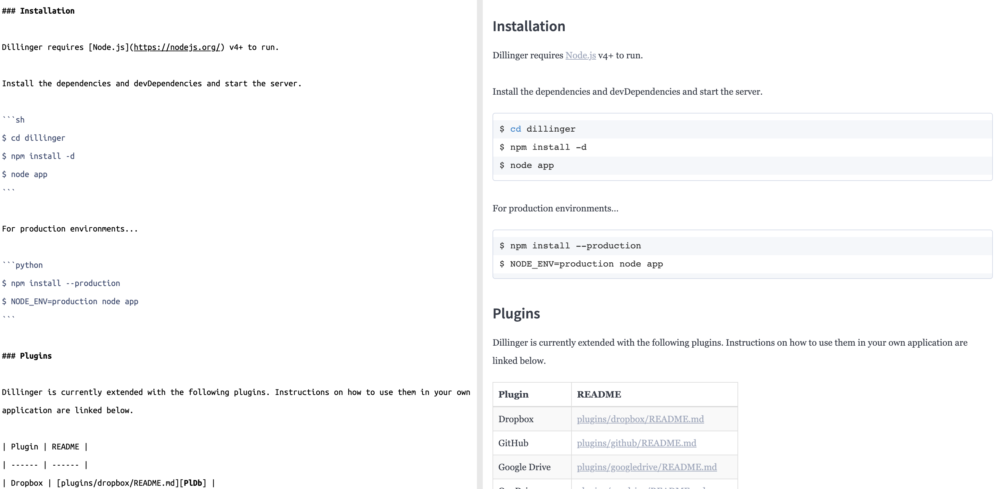 ### Installation
Dillinger requires [Node.js](https://nodejs.org/) v4+ to run.
Install the dependencies and devDependencies and start the server.
```sh
$ cd dillinger
$ npm install -d
$ node app
```
For production environments...
```python
$ npm install --production
$ NODE_ENV=production node app
```
### Plugins
Dillinger is currently extended with the following plugins. Instructions on how to use them in your own
application are linked below.
| Plugin | README |
| ------ | ------ |
| Dropbox | [plugins/dropbox/README.md][PlDb] |
Installation
Dillinger requires Node.js v4+ to run.
Install the dependencies and devDependencies and start the server.
$ cd dillinger
$ npm install -d
$ node app
For production environments...
$ npm install --production
$ NODE_ENV=production node app
Plugins
Dillinger is currently extended with the following plugins. Instructions on how to use them in your own application are
linked below.
Plugin README
Dropbox plugins/dropbox/README.md
GitHub plugins/github/README.md
Google Drive plugins/googledrive/README.md